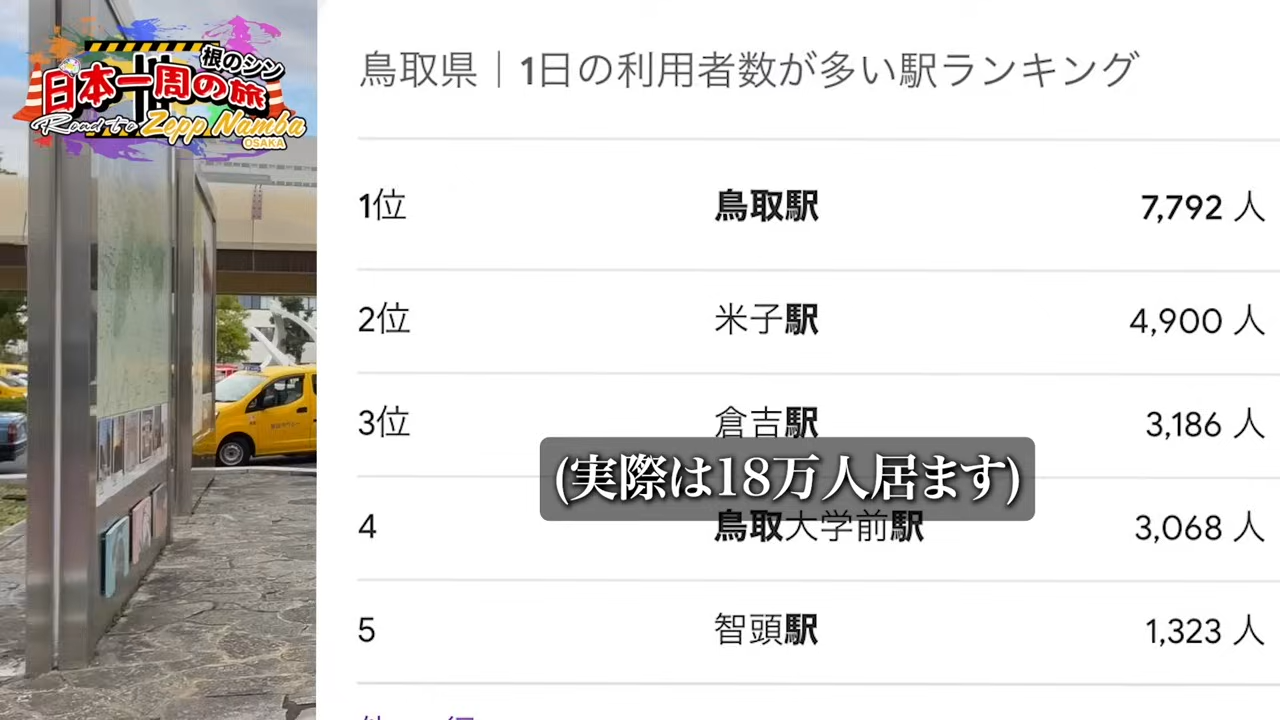 根のシン
日本一周の旅
Road to Zepp Namba
OSAKA
鳥取県｜1日の利用者数が多い駅ランキング
1位 鳥取駅 7,792 人
2位 米子駅 4,900 人
3位 倉吉駅 3,186 人
(実際は18万人居ます)
4 鳥取大学前駅 3,068 人
5 智頭駅 1,323 人